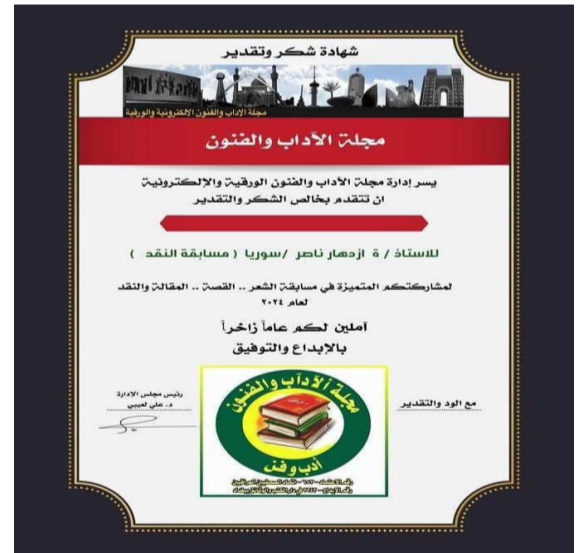 شهادة شكر وتقدير
مجلة الآداب والفنون الالكترونية والورقية
مجلة الآداب والفنون
يسر إدارة مجلة الآداب والفنون الورقية والإلكترونية
ان تتقدم بخالص الشكر والتقدير
للاستاذ / ة ازدهار ناصر /سوريا ( مسابقة النقد )
لمشاركتكم المتميزة في مسابقة الشعر .. القصة .. المقالة والنقد
لعام ٢٠٢٤
آملين لكم عاماً زاخراً
بالإبداع والتوفيق
مع الود والتقدير
رئيس مجلس الإدارة
د. علي لعيبي
مجلة الآداب والفنون
أدب وفن